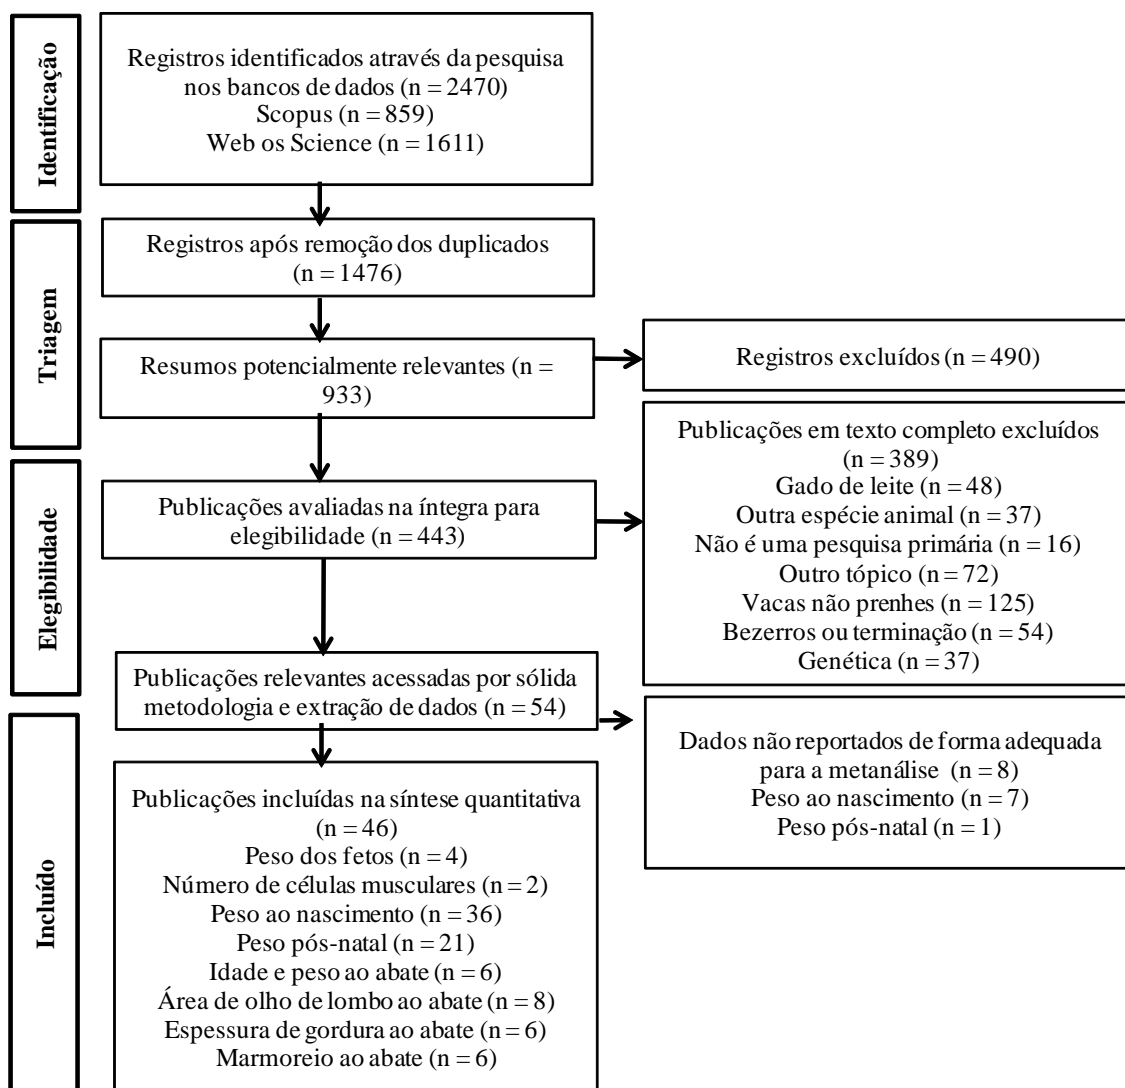 Identificação
Registros identificados através da pesquisa
nos bancos de dados (n = 2470)
Scopus (n = 859)
Web os Science (n = 1611)
Triagem
Registros após remoção dos duplicados
(n = 1476)
Resumos potencialmente relevantes (n =
933)
Registros excluídos (n = 490)
Elegibilidade
Publicações avaliadas na íntegra para
elegibilidade (n = 443)
Publicações em texto completo excluídos
(n = 389)
Gado de leite (n = 48)
Outra espécie animal (n = 37)
Não é uma pesquisa primária (n = 16)
Outro tópico (n = 72)
Vacas não prenhes (n = 125)
Bezerros ou terminação (n = 54)
Genética (n = 37)
Publicações relevantes acessadas por sólida
metodologia e extração de dados (n = 54)
Dados não reportados de forma adequada
para a metanálise (n = 8)
Peso ao nascimento (n = 7)
Peso pós-natal (n = 1)
Incluído
Publicações incluídas na síntese quantitativa
(n = 46)
Peso dos fetos (n = 4)
Número de células musculares (n = 2)
Peso ao nascimento (n = 36)
Peso pós-natal (n = 21)
Idade e peso ao abate (n = 6)
Área de olho de lombo ao abate (n = 8)
Espessura de gordura ao abate (n = 6)
Marmoreio ao abate (n = 6)